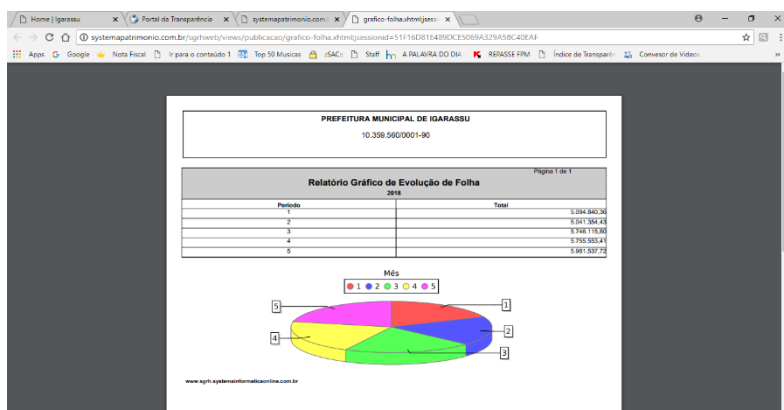 Home | Igarassu
Portal da Transparência
systemapatrimonio.com.b
grafico-folha.xhtml;jsess
systemapatrimonio.com.br/sgrhweb/views/publicacao/grafico-folha.xhtml;jsessionid=51F16D81E489DCE5069A329A58C40EAF
Apps Google Nota Fiscal Ir para o conteúdo 1 Top 50 Musicas eSACs Staff A PALAVRA DO DIA REPASSE FPM Índice de Transparên Convesor de Videos
PREFEITURA MUNICIPAL DE IGARASSU
10.359.560/0001-90
Página 1 de 1
Relatório Gráfico de Evolução de Folha
2018
Período Total
1 5.094.840,36
2 5.041.354,43
3 5.746.115,80
4 5.755.553,41
5 5.981.537,72
Mês
1 2 3 4 5
5 1
2
4
3
www.sgrh.systemainformaticaonline.com.br